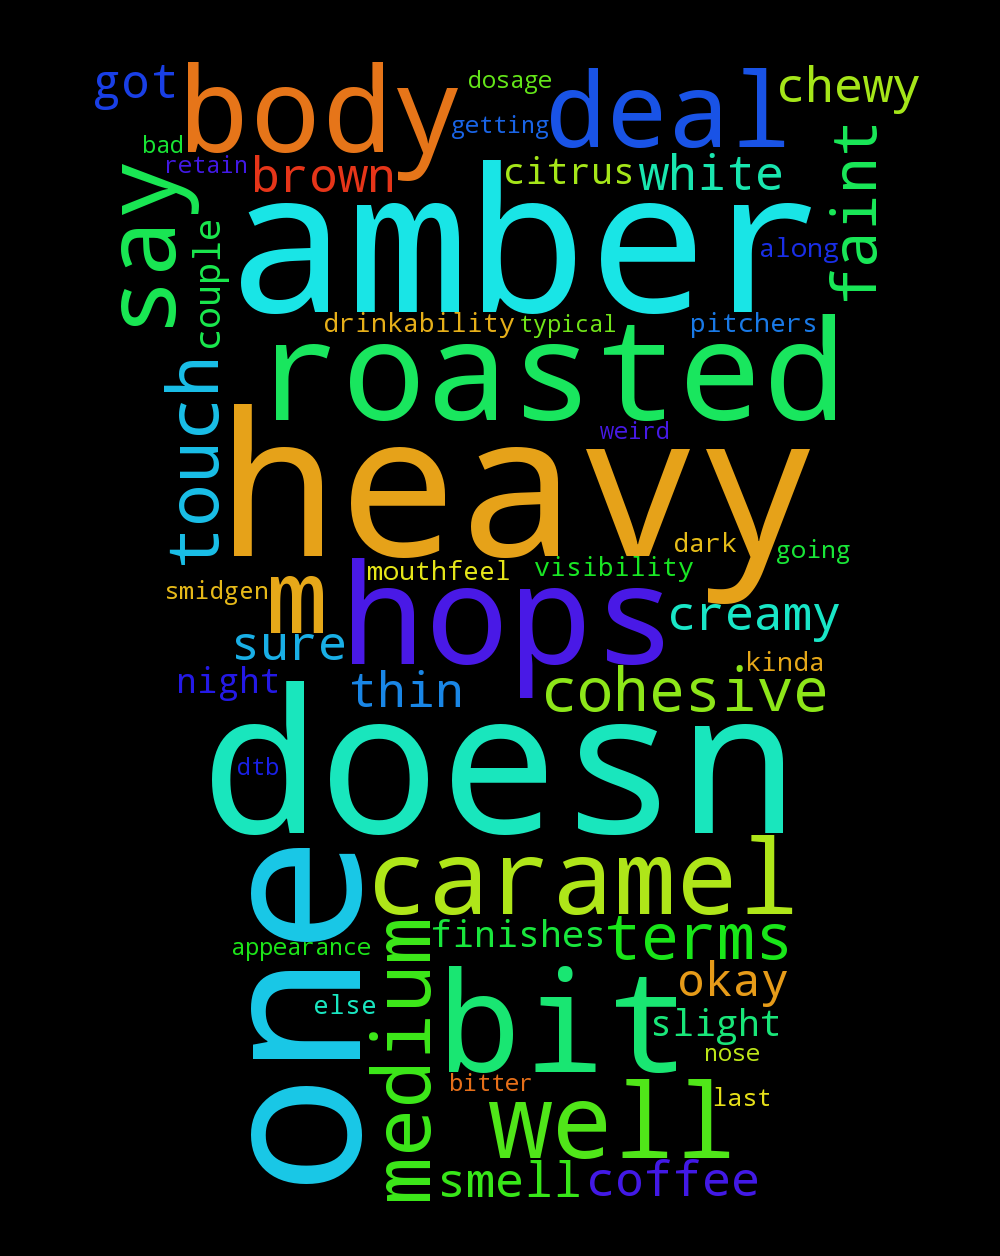 got
body
dosage
deal
chewy
getting
bad
retain
brown
citrus
white
faint
say
amber
couple
along
drinkability
typical
pitchers
roasted
touch
heavy
weird
dark
going
mouthfeel
visibility
smidgen
m
hops
creamy
sure
night
thin
kinda
cohesive
doesn
dtb
one
caramel
medium
finishes
terms
appearance
bit
okay
else
slight
nose
bitter
last
well
smell
coffee